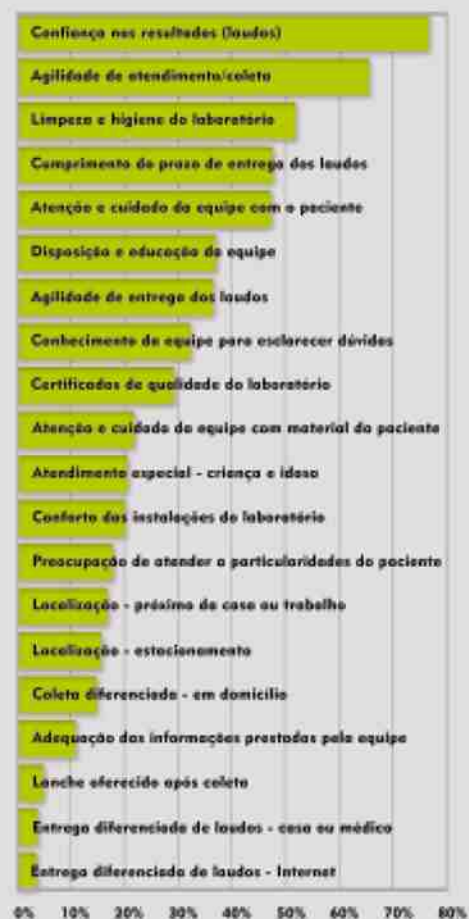 Confiança nos resultados (laudos)
Agilidade de atendimento/coleta
Limpeza e higiene do laboratório
Cumprimento do prazo de entrega dos laudos
Atenção e cuidado da equipe com o paciente
Disposição e educação da equipe
Agilidade de entrega dos laudos
Conhecimento da equipe para esclarecer dúvidas
Certificados de qualidade do laboratório
Atenção e cuidado da equipe com material do paciente
Atendimento especial - criança e idoso
Conforto das instalações do laboratório
Preocupação de atender a particularidades do paciente
Localização - próximo de casa ou trabalho
Localização - estacionamento
Coleta diferenciada - em domicílio
Adequação das informações prestadas pela equipe
Lanche oferecido após coleta
Entrega diferenciada de laudos - casa ou médico
Entrega diferenciada de laudos - Internet
0% 10% 20% 30% 40% 50% 60% 70% 80%